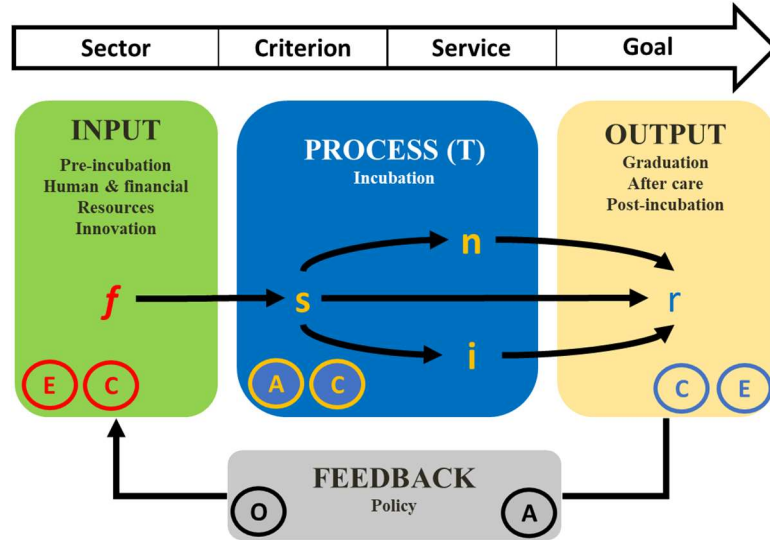 Sector Criterion Service Goal
INPUT
Pre-incubation
Human & financial
Resources
Innovation
f
E C
PROCESS (T)
Incubation
n
s
i
A C
OUTPUT
Graduation
After care
Post-incubation
r
C E
FEEDBACK
Policy
O A